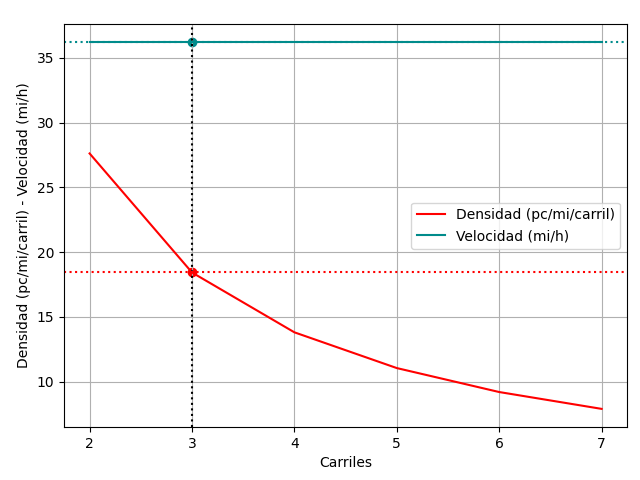 35
30
25
20
15
10
Densidad (pc/mi/carril) - Velocidad (mi/h)
Densidad (pc/mi/carril)
Velocidad (mi/h)
2 3 4 5 6 7
Carriles